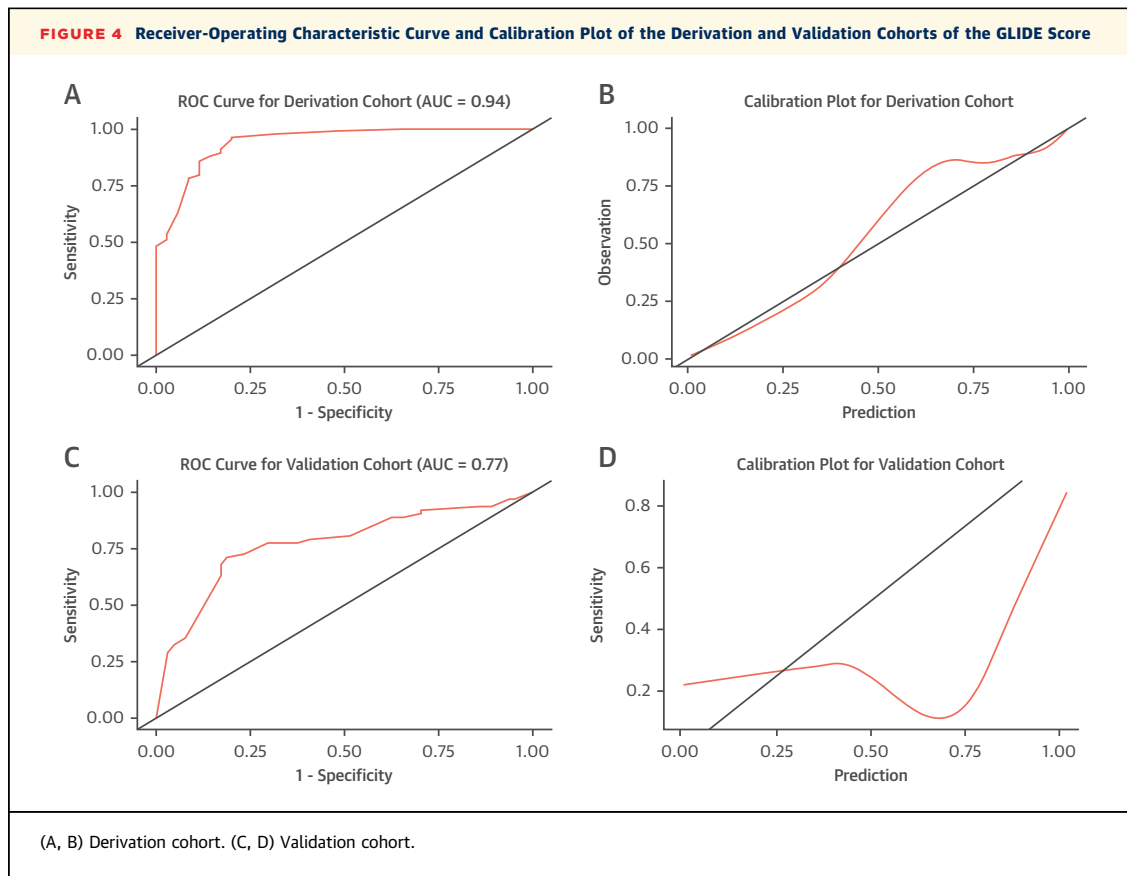 FIGURE 4 Receiver-Operating Characteristic Curve and Calibration Plot of the Derivation and Validation Cohorts of the GLIDE Score
A
ROC Curve for Derivation Cohort (AUC = 0.94)
1.00
0.75
0.50
0.25
0.00
Sensitivity
0.00 0.25 0.50 0.75 1.00
1 - Specificity
B
Calibration Plot for Derivation Cohort
1.00
0.75
0.50
0.25
0.00
Observation
0.00 0.25 0.50 0.75 1.00
Prediction
C
ROC Curve for Validation Cohort (AUC = 0.77)
1.00
0.75
0.50
0.25
0.00
Sensitivity
0.00 0.25 0.50 0.75 1.00
1 - Specificity
D
Calibration Plot for Validation Cohort
0.8
0.6
0.4
0.2
Sensitivity
0.00 0.25 0.50 0.75 1.00
Prediction
(A, B) Derivation cohort. (C, D) Validation cohort.